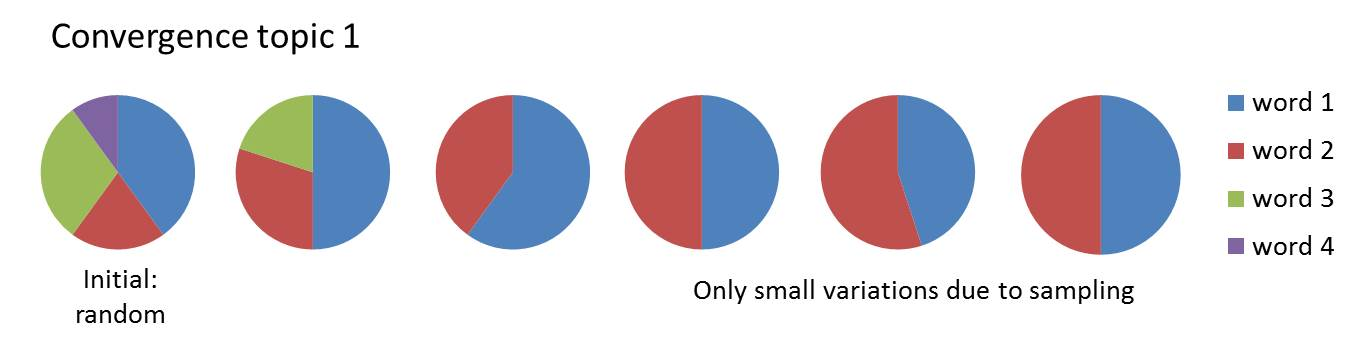 Convergence topic 1
word 1
word 2
word 3
word 4
Initial:
random
Only small variations due to sampling